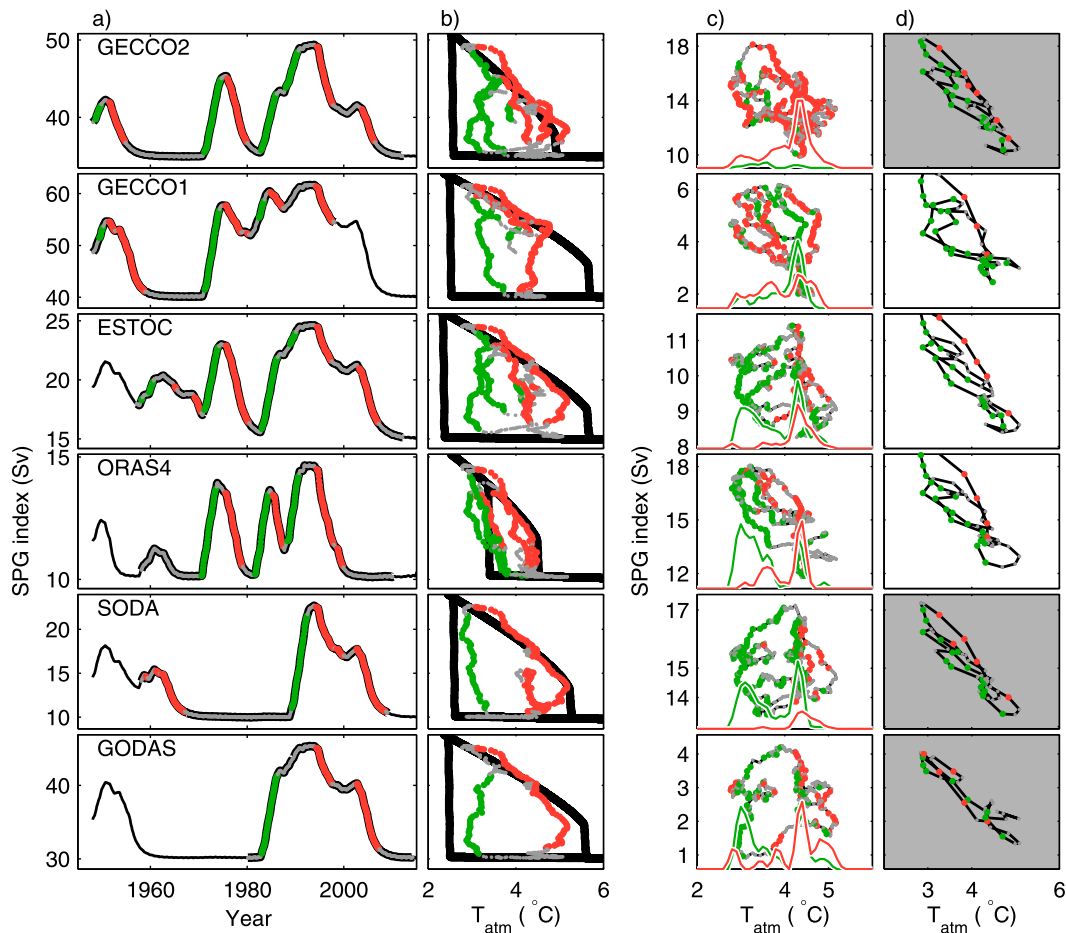 a) b) c) d)
GECCO2
50
40
18
14
10
GECCO1
60
50
40
6
4
2
ESTOC
25
20
15
11
10
9
8
ORAS4
15
10
18
15
12
SODA
20
15
10
17
15
14
GODAS
40
30
4
3
2
1
SPG index (Sv)
SPG index (Sv)
1960 1980 2000
2 4 6
2 4 5
3 4 6
Year
T_atm ( °C)
T_atm ( °C)
T_atm ( °C)